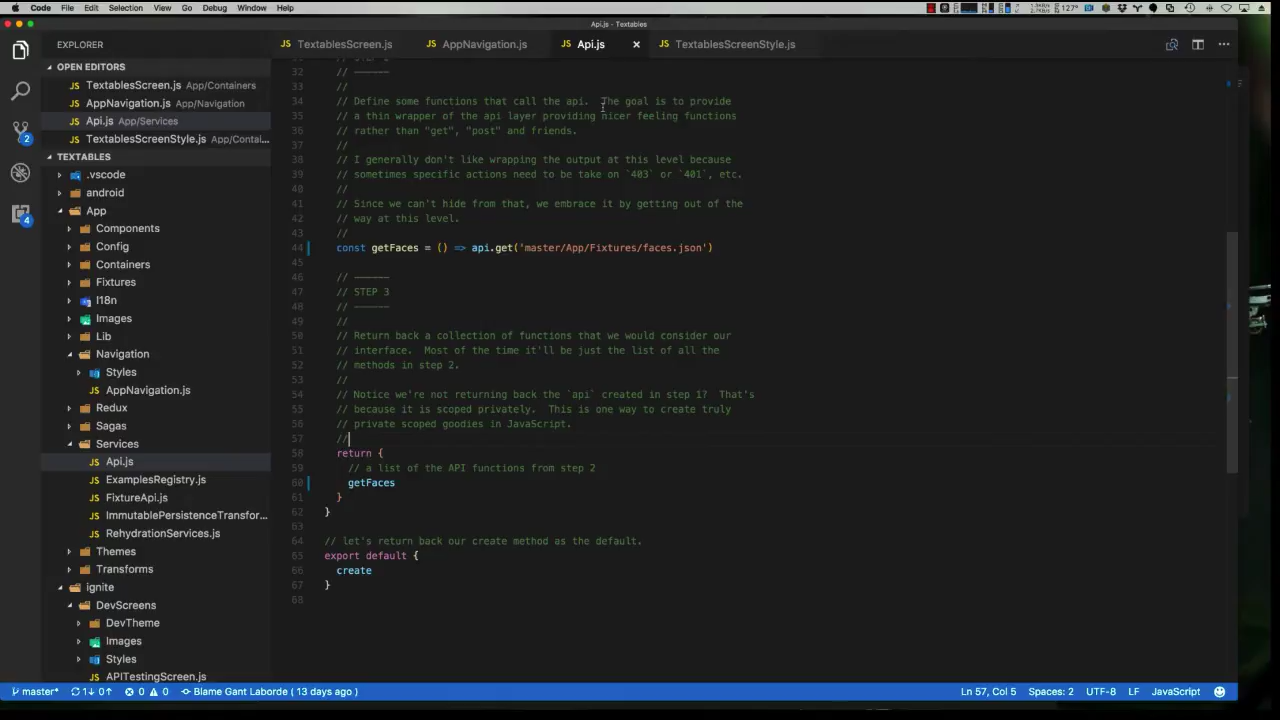 Code File Edit Selection View Go Debug Window Help 127°
Api.js - Textables
EXPLORER
TextablesScreen.js
AppNavigation.js
Api.js
TextablesScreenStyle.js
OPEN EDITORS
TextablesScreen.js App/Containers
AppNavigation.js App/Navigation
Api.js App/Services
TextablesScreenStyle.js App/Contai...
TEXTABLES
.vscode
android
App
Components
Config
Containers
Fixtures
I18n
Images
Lib
Navigation
Styles
AppNavigation.js
Redux
Sagas
Services
Api.js
ExamplesRegistry.js
FixtureApi.js
ImmutablePersistenceTransfor...
RehydrationServices.js
Themes
Transforms
ignite
DevScreens
DevTheme
Images
Styles
APITestingScreen.js
2
4
32 // ------
33 //
34 // Define some functions that call the api.  The goal is to provide
35 // a thin wrapper of the api layer providing nicer feeling functions
36 // rather than "get", "post" and friends.
37 //
38 // I generally don't like wrapping the output at this level because
39 // sometimes specific actions need to be take on `403` or `401`, etc.
40 //
41 // Since we can't hide from that, we embrace it by getting out of the
42 // way at this level.
43 //
44 const getFaces = () => api.get('master/App/Fixtures/faces.json')
45
46 // ------
47 // STEP 3
48 // ------
49 //
50 // Return back a collection of functions that we would consider our
51 // interface.  Most of the time it'll be just the list of all the
52 // methods in step 2.
53 //
54 // Notice we're not returning back the `api` created in step 1?  That's
55 // because it is scoped privately.  This is one way to create truly
56 // private scoped goodies in JavaScript.
57 //
58 return {
59 // a list of the API functions from step 2
60 getFaces
61 }
62 }
63
64 // let's return back our create method as the default.
65 export default {
66 create
67 }
68
master* 1↓ 0↑ 0 0 Blame Gant Laborde ( 13 days ago ) Ln 57, Col 5 Spaces: 2 UTF-8 LF JavaScript